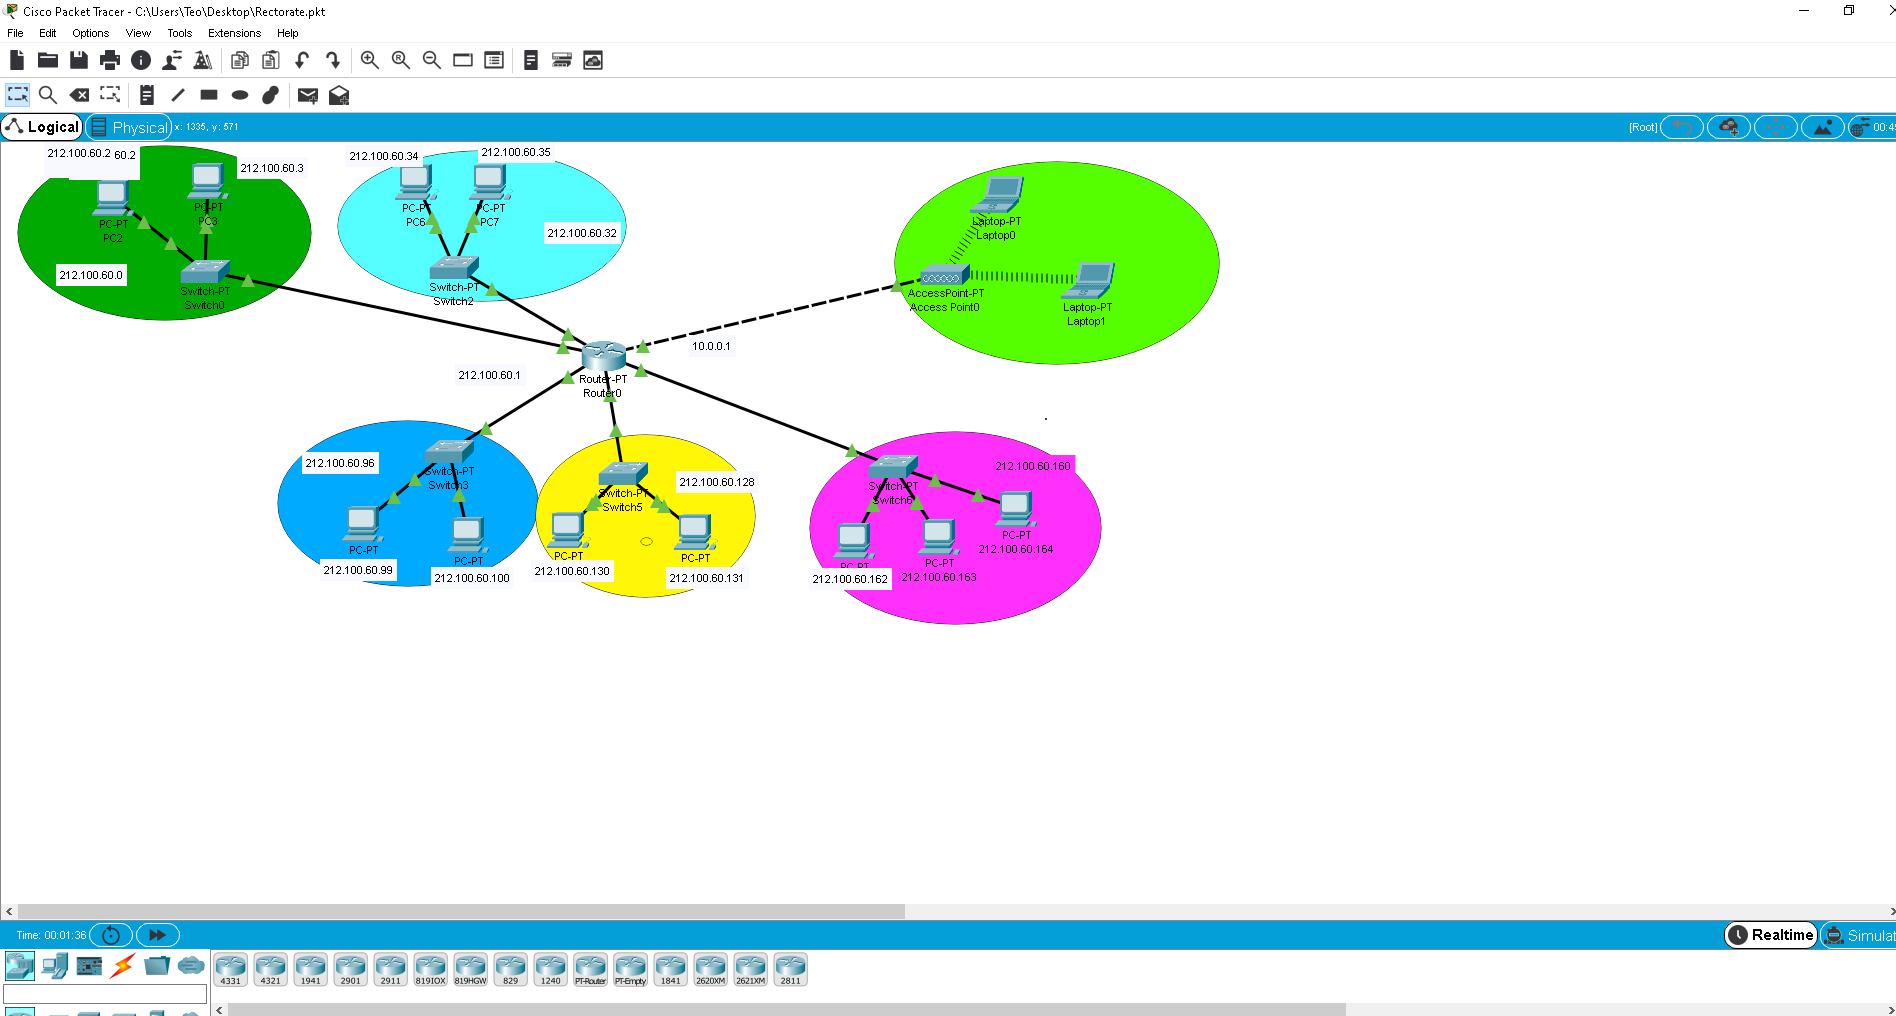 Cisco Packet Tracer - C:\Users\Teo\Desktop\Rectorate.pkt
File Edit Options View Tools Extensions Help
Logical Physical x: 1335, y: 571 [Root] 00:4
212.100.60.2 60.2
212.100.60.3
PC-PT
PC2
PC-PT
PC3
212.100.60.0
Switch-PT
Switch0
212.100.60.34
212.100.60.35
PC-PT
PC6
PC-PT
PC7
212.100.60.32
Switch-PT
Switch2
Laptop-PT
Laptop0
AccessPoint-PT
Access Point0
Laptop-PT
Laptop1
10.0.0.1
212.100.60.1
Router-PT
Router0
212.100.60.96
Switch-PT
Switch3
PC-PT
212.100.60.99
PC-PT
212.100.60.100
212.100.60.128
Switch-PT
Switch5
PC-PT
212.100.60.130
PC-PT
212.100.60.131
212.100.60.160
Switch-PT
Switch6
PC-PT
212.100.60.162
PC-PT
212.100.60.163
PC-PT
212.100.60.164
Time: 00:01:36 Realtime Simulat
4331 4321 1941 2901 2911 819IOX 819HGW 829 1240 PT-Router PT-Empty 1841 2620XM 2621XM 2811